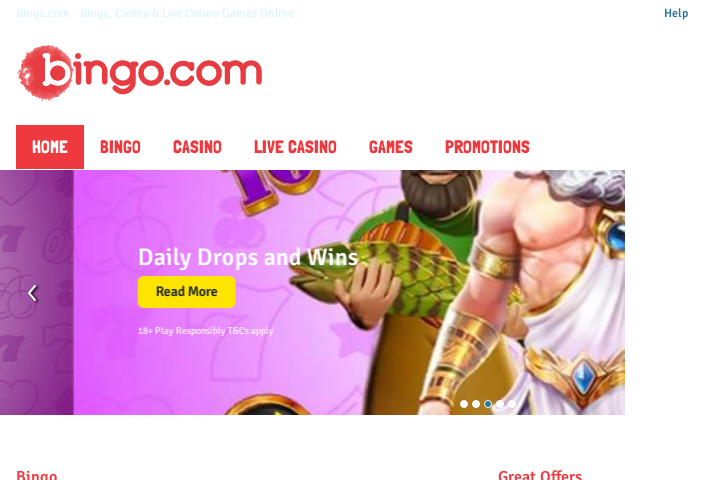 Bingo.com - Bingo, Casino & Live Casino Games Online
Help
bingo.com
HOME BINGO CASINO LIVE CASINO GAMES PROMOTIONS
Daily Drops and Wins
Read More
18+ Play Responsibly T&Cs apply
Bingo
Great Offers